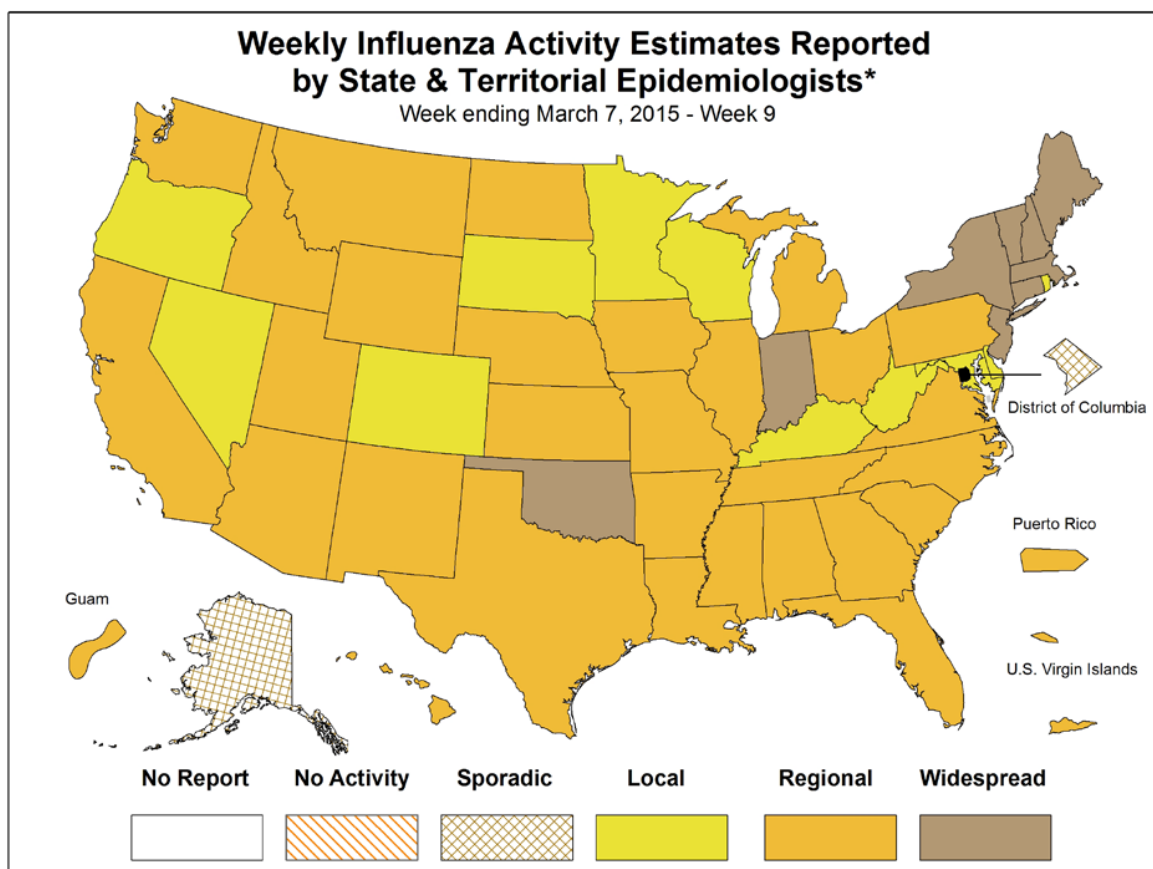 Weekly Influenza Activity Estimates Reported
by State & Territorial Epidemiologists*
Week ending March 7, 2015 - Week 9
District of Columbia
Puerto Rico
Guam
U.S. Virgin Islands
No Report No Activity Sporadic Local Regional Widespread